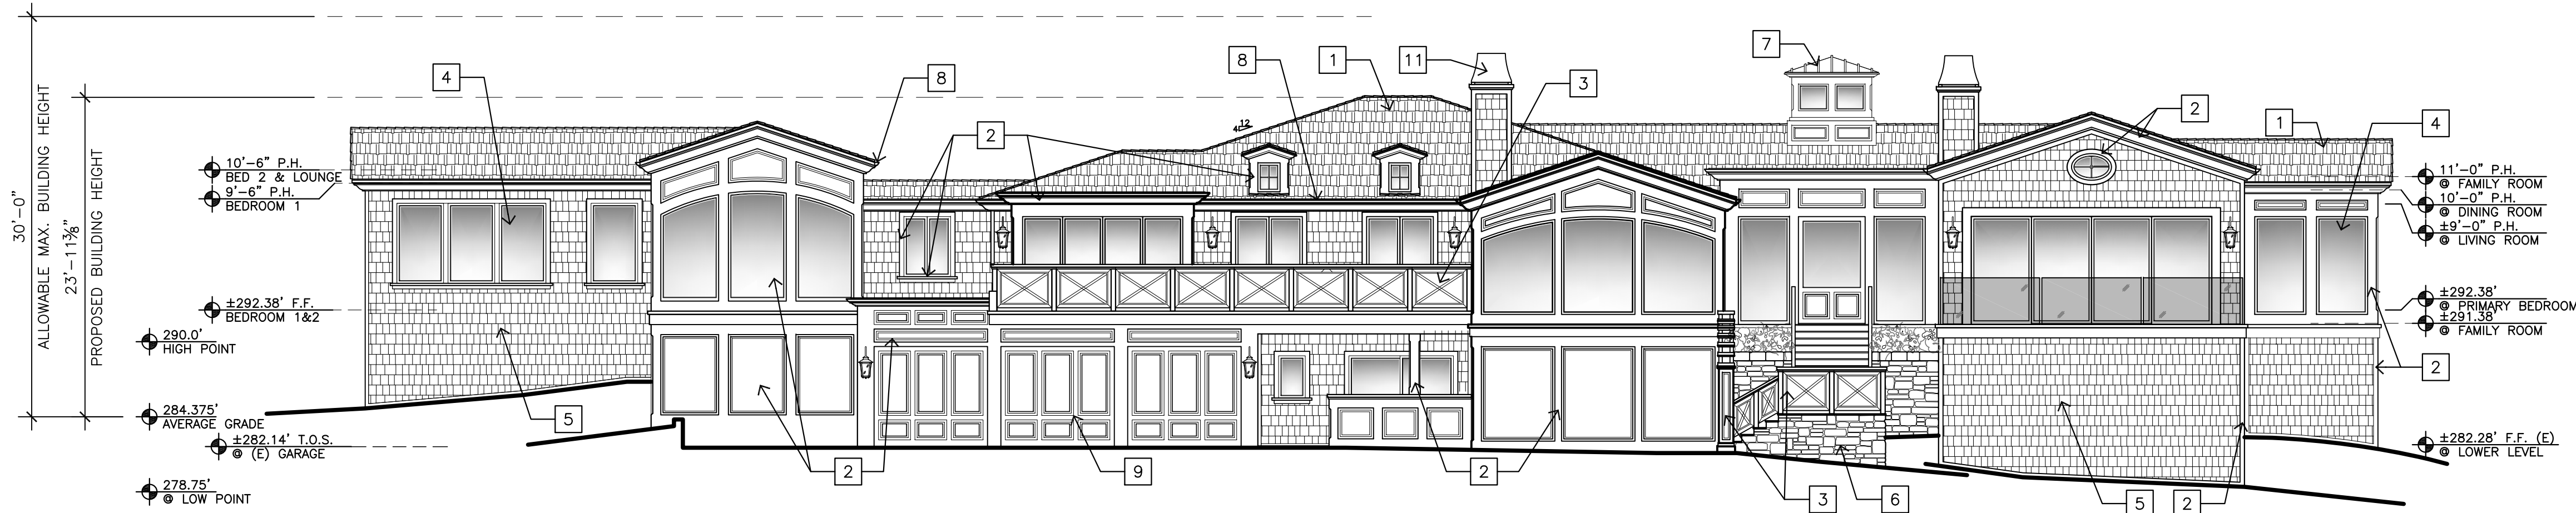 30'-0"
ALLOWABLE MAX. BUILDING HEIGHT
23'-1⅜"
PROPOSED BUILDING HEIGHT
10'-6" P.H.
BED 2 & LOUNGE
9'-6" P.H.
BEDROOM 1
±292.38' F.F.
BEDROOM 1&2
290.0'
HIGH POINT
284.375'
AVERAGE GRADE
±282.14' T.O.S.
@ (E) GARAGE
278.75'
@ LOW POINT
4
8
2
8
1
11
3
7
2
1
4
12
4
5
2
9
2
3
6
5
2
2
11'-0" P.H.
@ FAMILY ROOM
10'-0" P.H.
@ DINING ROOM
±9'-0" P.H.
@ LIVING ROOM
±292.38'
@ PRIMARY BEDROOM
±291.38'
@ FAMILY ROOM
±282.28' F.F. (E)
@ LOWER LEVEL